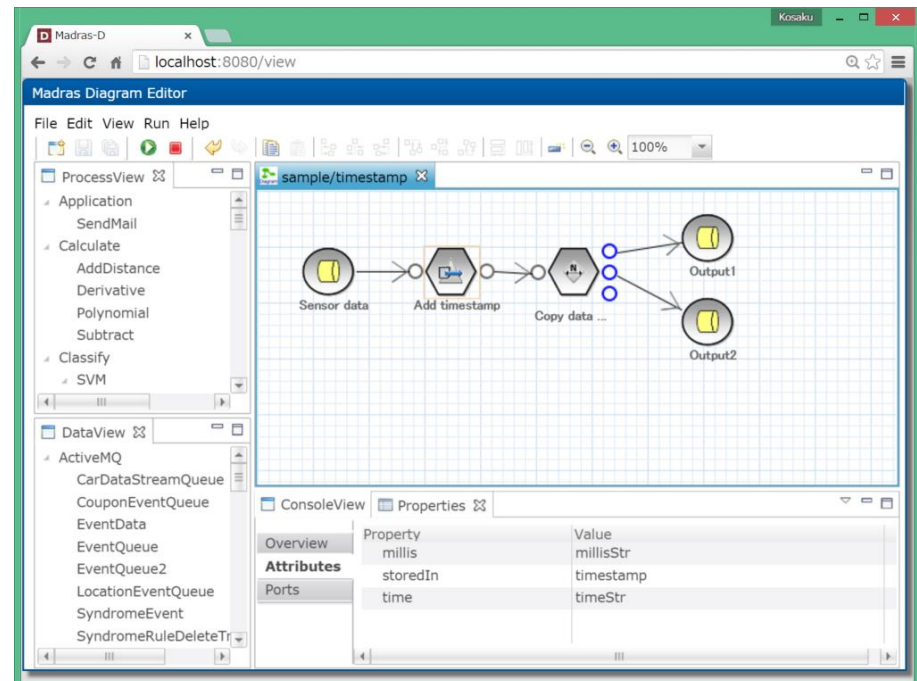 Kosaku
D Madras-D
localhost:8080/view
Madras Diagram Editor
File Edit View Run Help
100%
ProcessView
Application
SendMail
Calculate
AddDistance
Derivative
Polynomial
Subtract
Classify
SVM
sample/timestamp
Sensor data
Add timestamp
N
Copy data ...
Output1
Output2
DataView
ActiveMQ
CarDataStreamQueue
CouponEventQueue
EventData
EventQueue
EventQueue2
LocationEventQueue
SyndromeEvent
SyndromeRuleDeleteTr
ConsoleView Properties
Overview
Attributes
Ports
Property Value
millis millisStr
storedIn timestamp
time timeStr